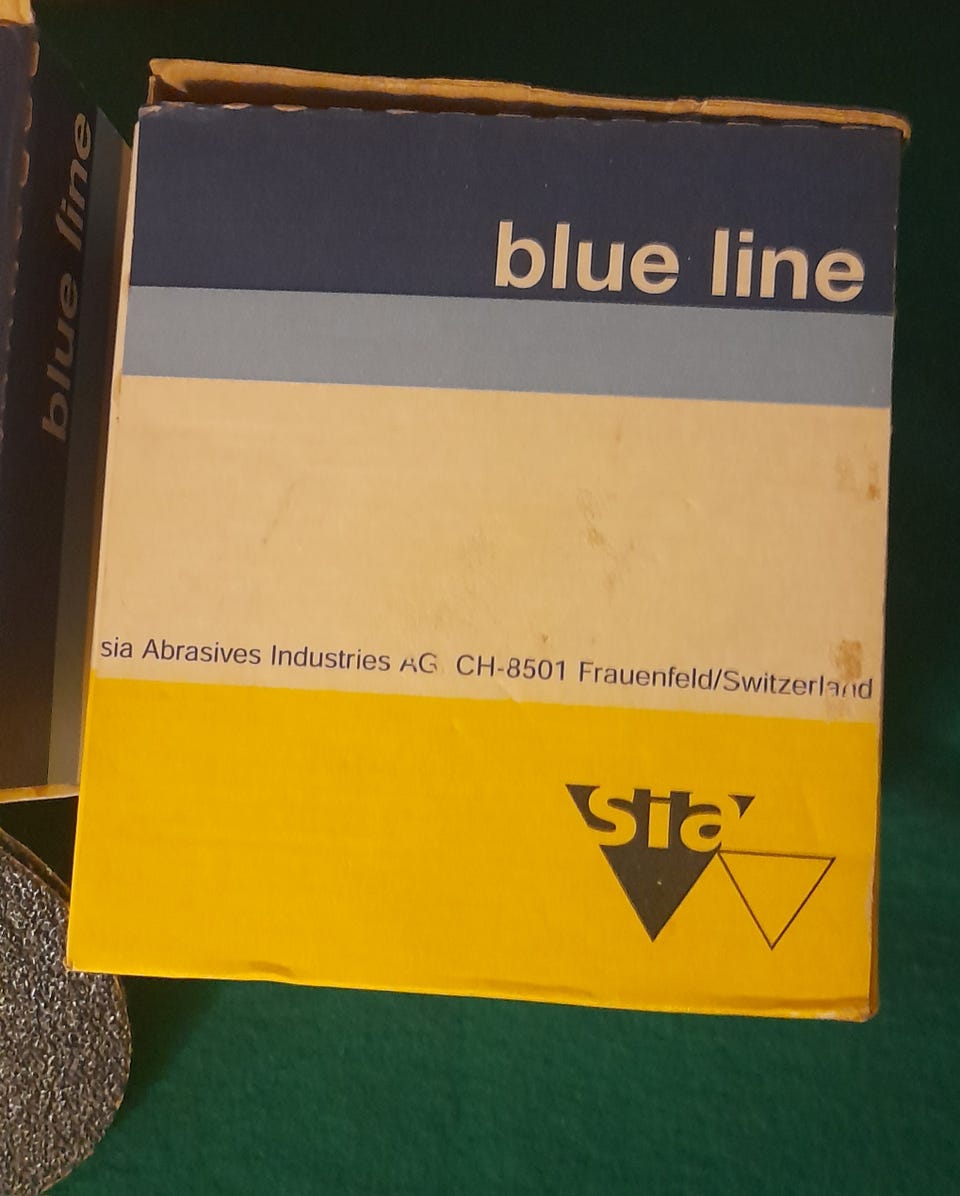 blue line
blue line
sia Abrasives Industries AG CH-8501 Frauenfeld/Switzerland
sia